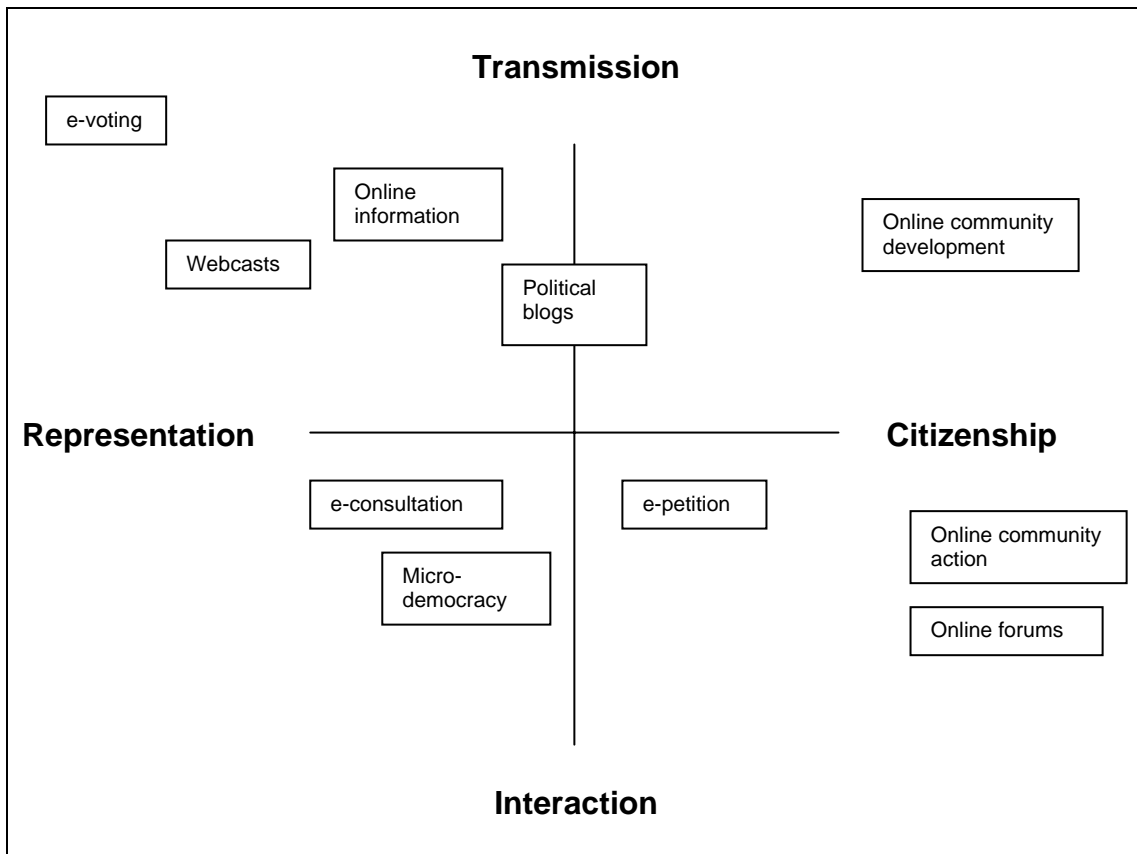 Transmission
e-voting
Online
information
Online community
development
Webcasts
Political
blogs
Representation
Citizenship
e-consultation
e-petition
Online community
action
Micro-
democracy
Online forums
Interaction